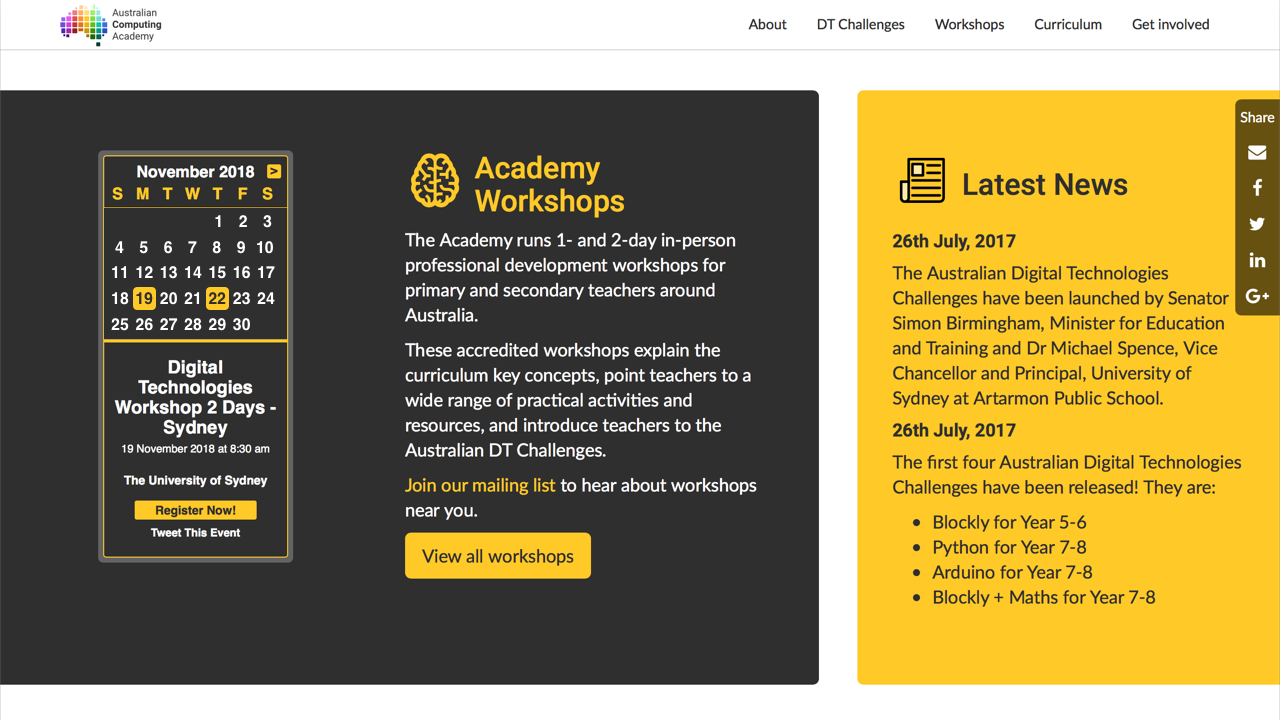 Australian
Computing
Academy
About DT Challenges Workshops Curriculum Get involved
November 2018 >
S M T W T F S
1 2 3
4 5 6 7 8 9 10
11 12 13 14 15 16 17
18 19 20 21 22 23 24
25 26 27 28 29 30
Digital
Technologies
Workshop 2 Days -
Sydney
19 November 2018 at 8:30 am
The University of Sydney
Register Now!
Tweet This Event
Academy
Workshops
The Academy runs 1- and 2-day in-person
professional development workshops for
primary and secondary teachers around
Australia.
These accredited workshops explain the
curriculum key concepts, point teachers to a
wide range of practical activities and
resources, and introduce teachers to the
Australian DT Challenges.
Join our mailing list to hear about workshops
near you.
View all workshops
Latest News
26th July, 2017
The Australian Digital Technologies
Challenges have been launched by Senator
Simon Birmingham, Minister for Education
and Training and Dr Michael Spence, Vice
Chancellor and Principal, University of
Sydney at Artarmon Public School.
26th July, 2017
The first four Australian Digital Technologies
Challenges have been released! They are:
• Blockly for Year 5-6
• Python for Year 7-8
• Arduino for Year 7-8
• Blockly + Maths for Year 7-8
Share
f
in
G+